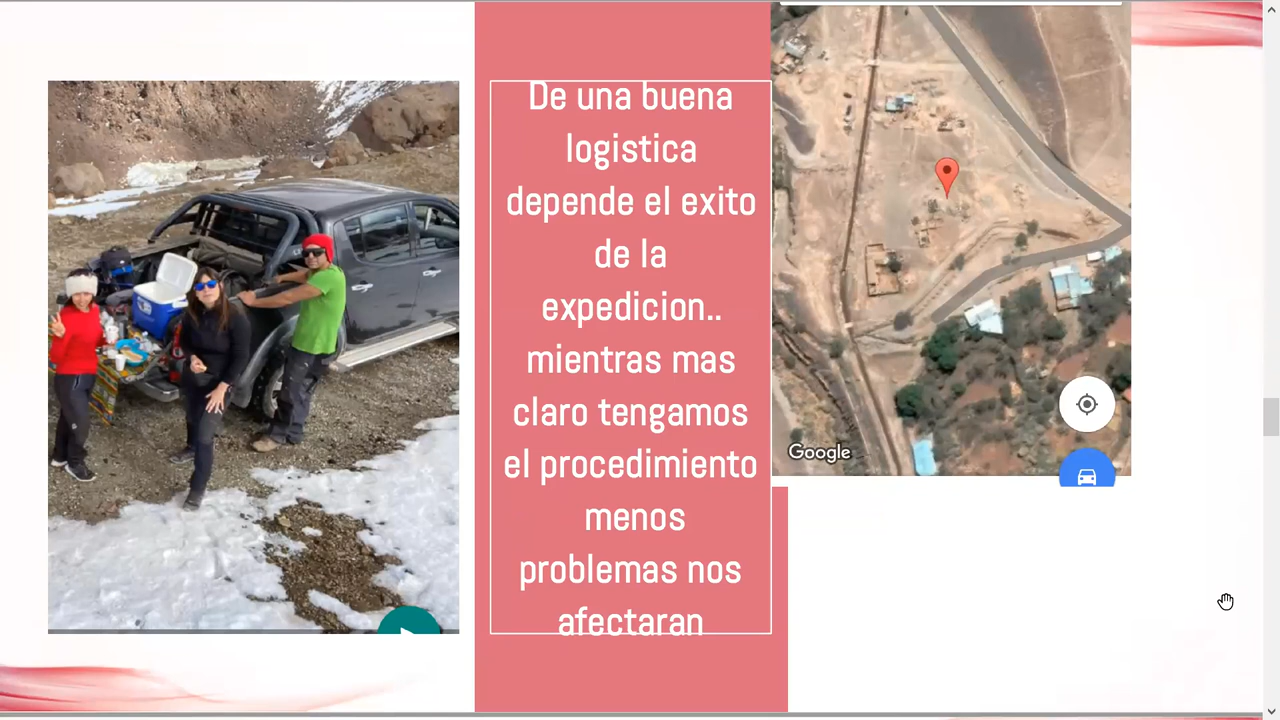 De una buena
logistica
depende el exito
de la
expedicion..
mientras mas
claro tengamos
el procedimiento
menos
problemas nos
afectaran
Google